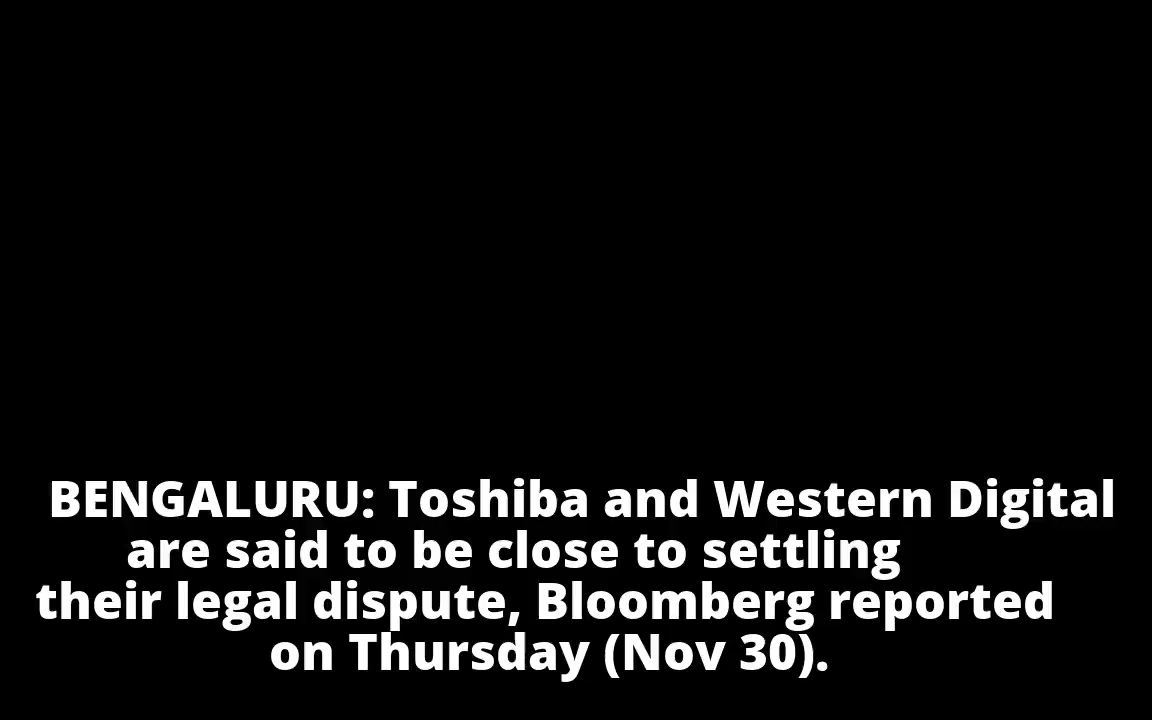 BENGALURU: Toshiba and Western Digital
are said to be close to settling
their legal dispute, Bloomberg reported
on Thursday (Nov 30).